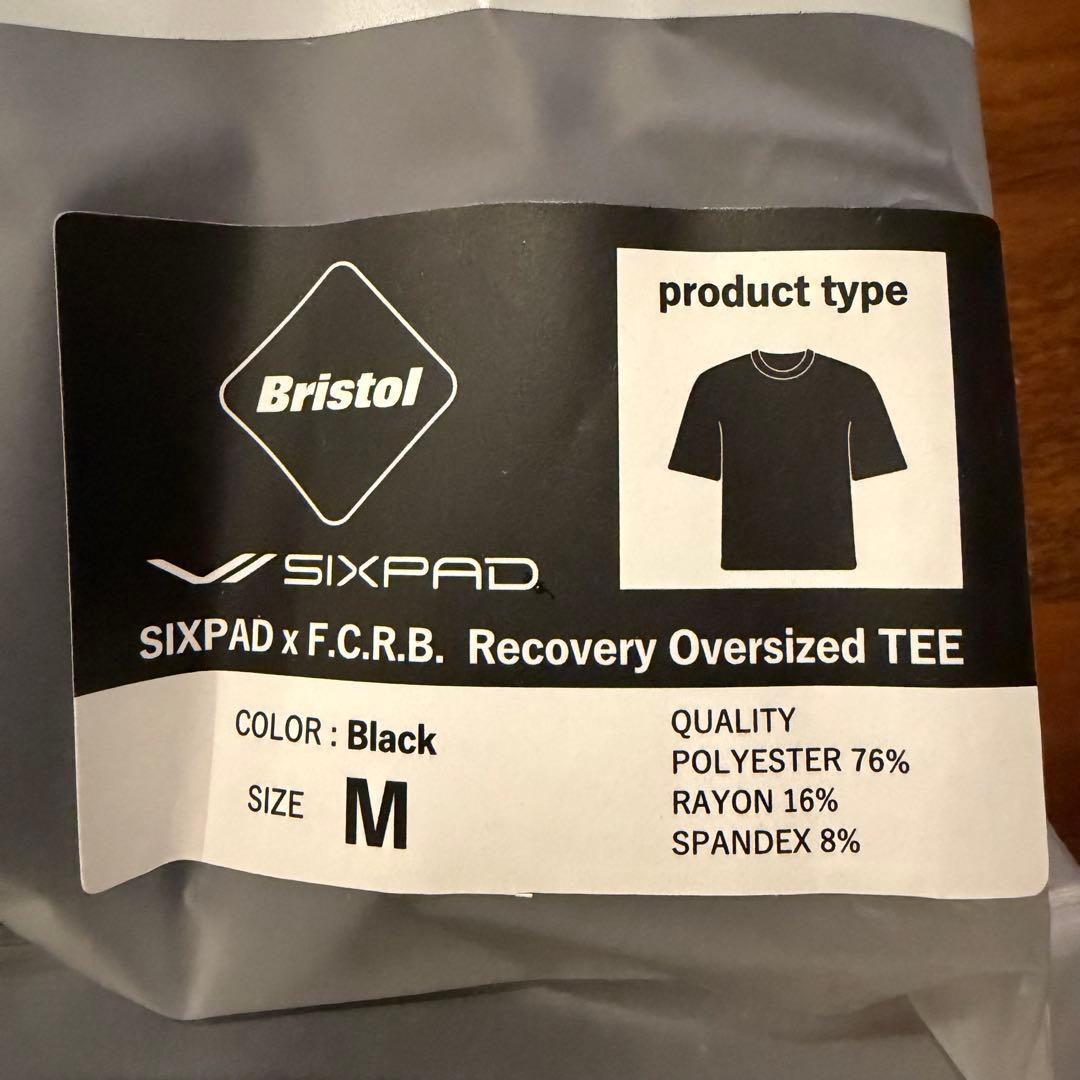 Bristol
product type
SIXPAD
SIXPAD x F.C.R.B. Recovery Oversized TEE
COLOR : Black
SIZE M
QUALITY
POLYESTER 76%
RAYON 16%
SPANDEX 8%